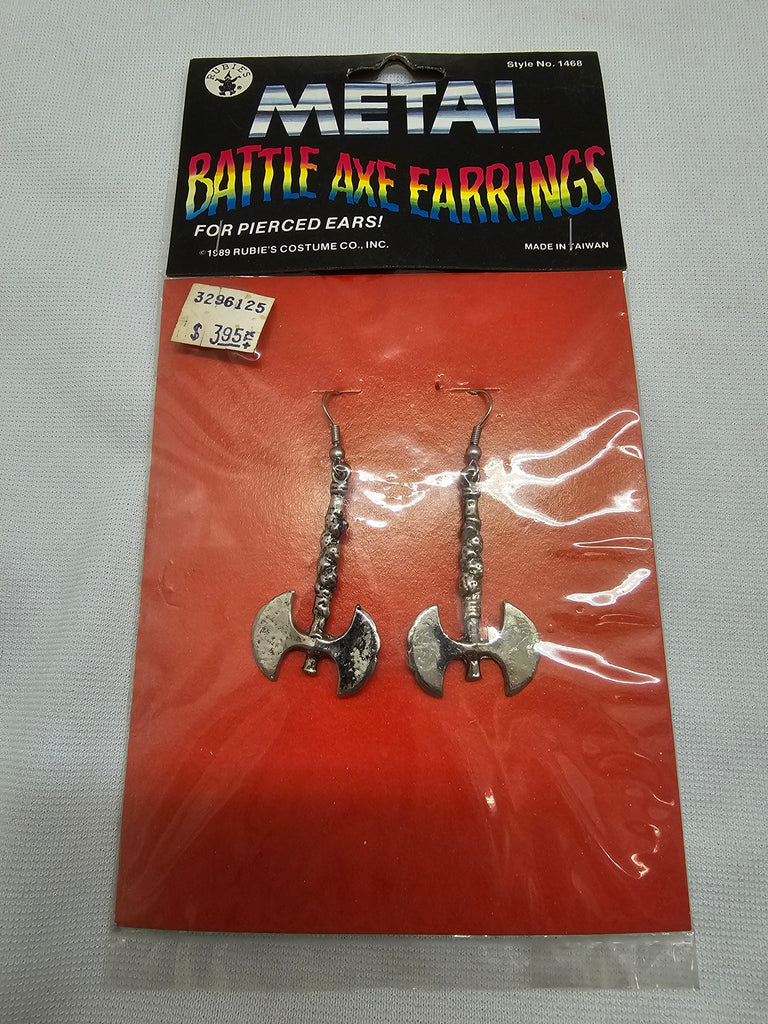 RUBIE'S ®
Style No. 1468
METAL
BATTLE AXE EARRINGS
FOR PIERCED EARS!
© 1989 RUBIE'S COSTUME CO., INC.
MADE IN TAIWAN
3296125
$ 395